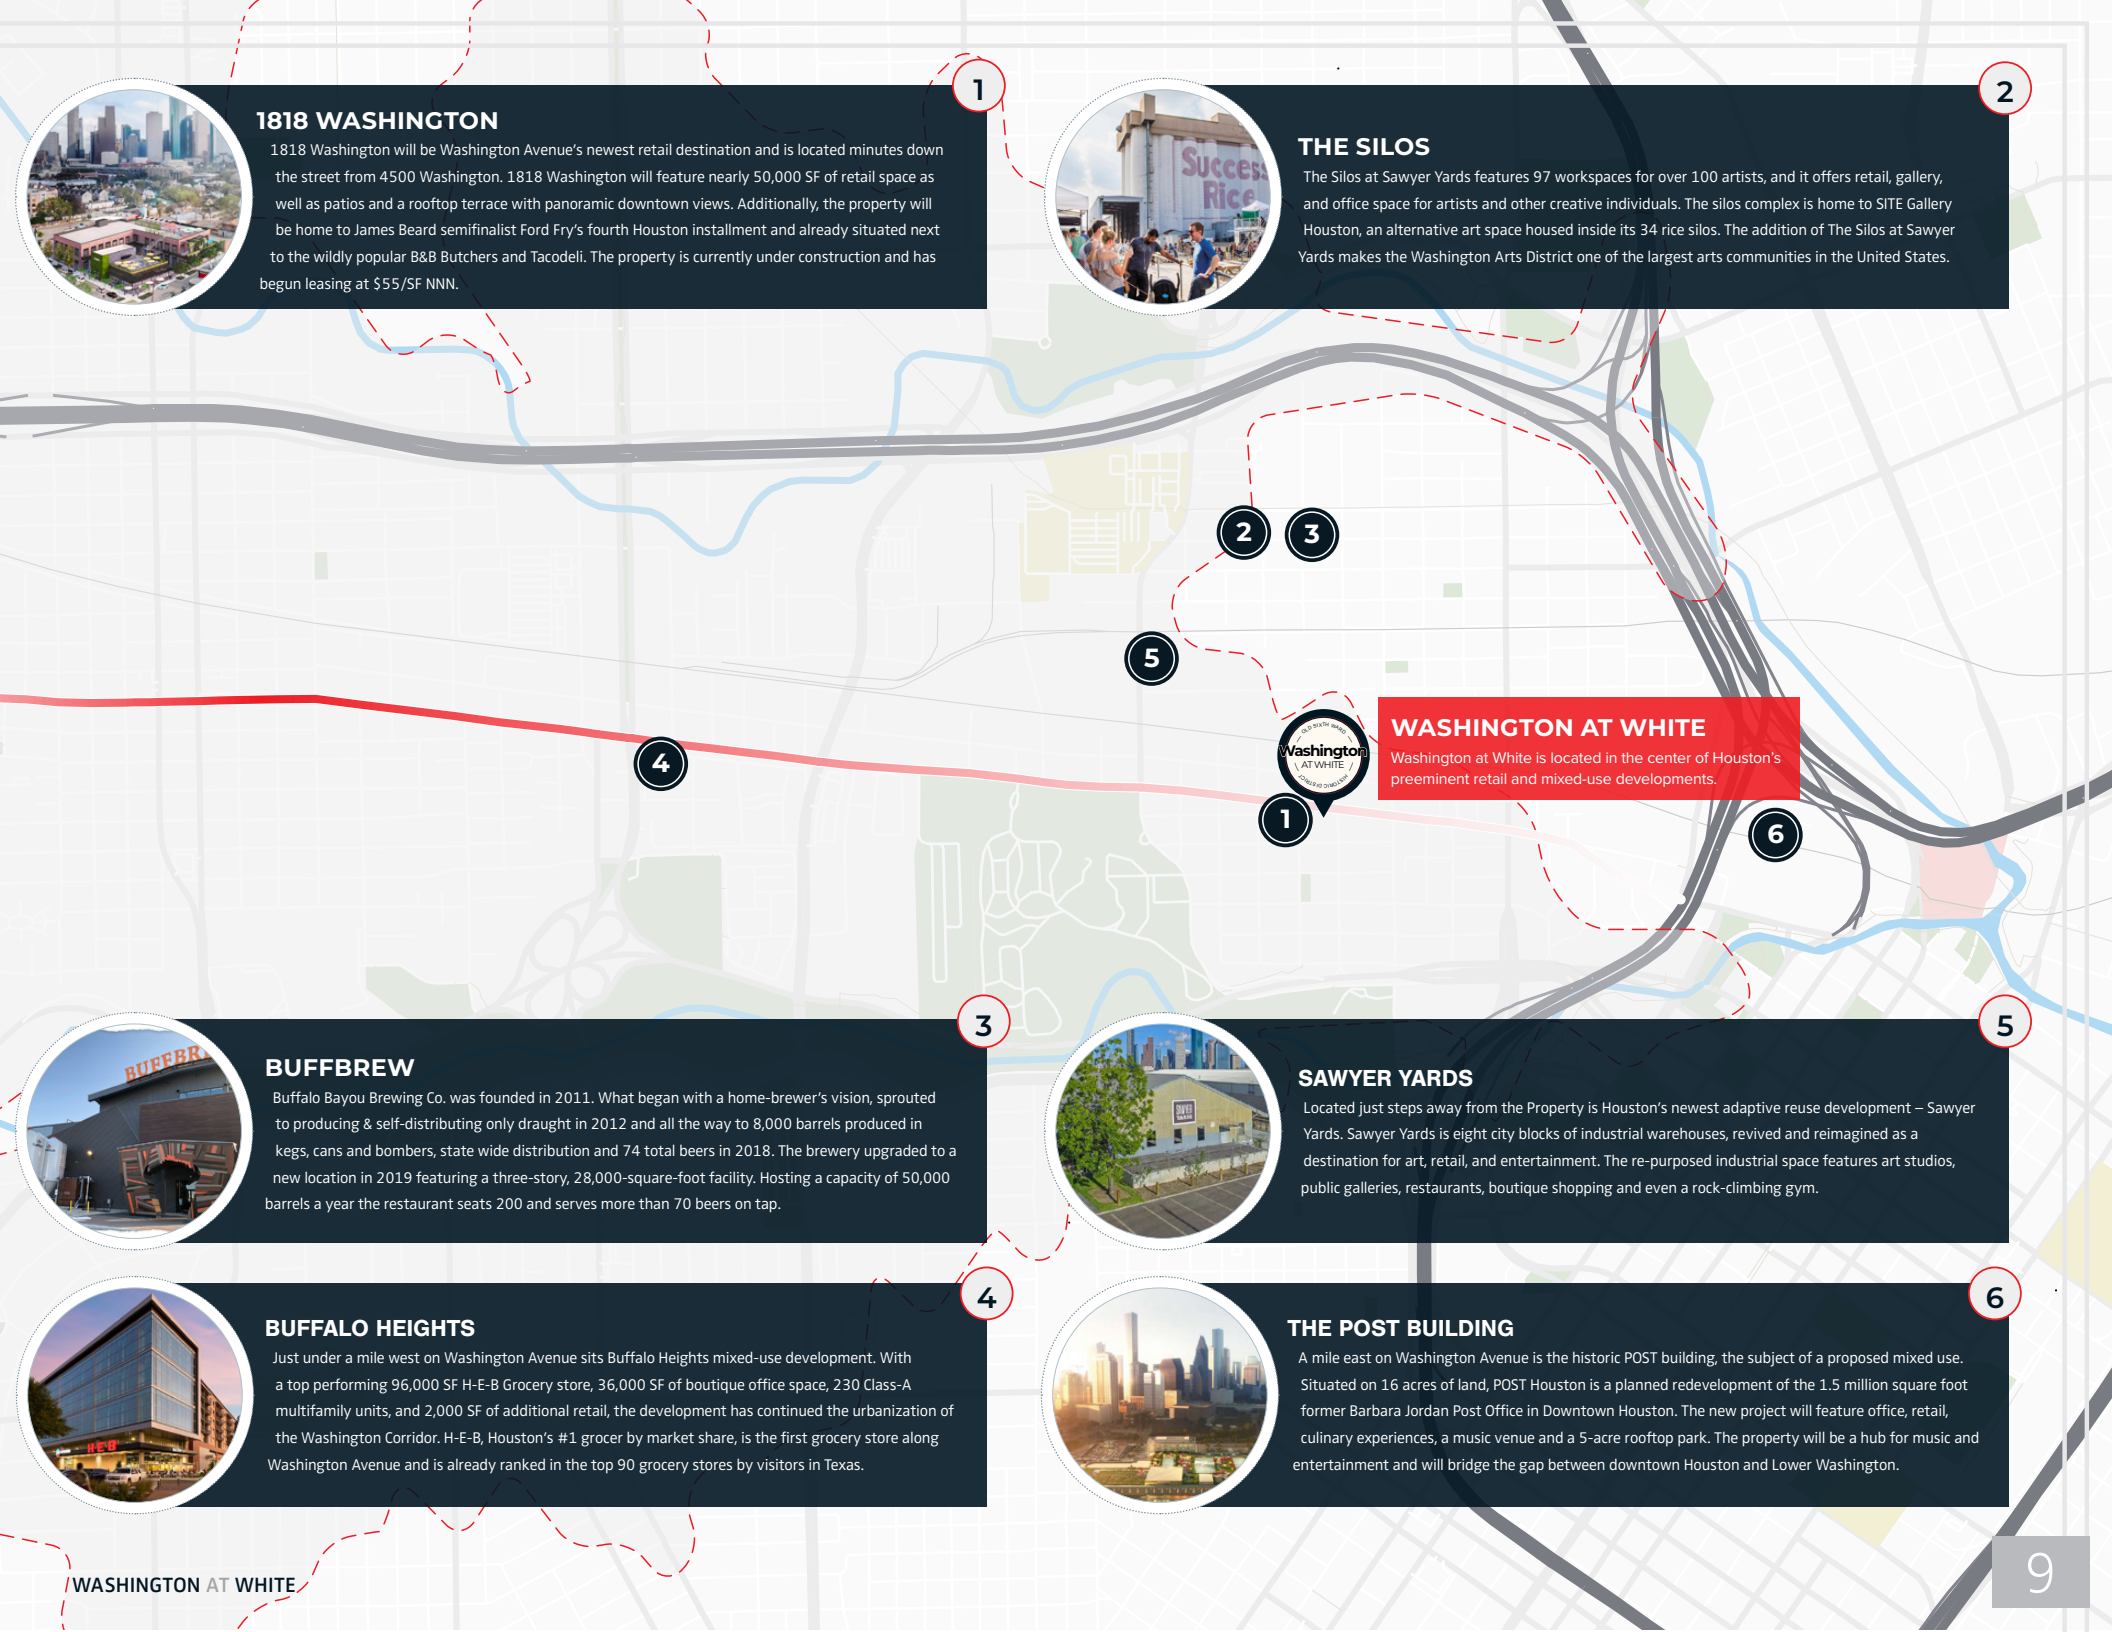 1
1818 WASHINGTON
1818 Washington will be Washington Avenue's newest retail destination and is located minutes down
the street from 4500 Washington. 1818 Washington will feature nearly 50,000 SF of retail space as
well as patios and a rooftop terrace with panoramic downtown views. Additionally, the property will
be home to James Beard semifinalist Ford Fry's fourth Houston installment and already situated next
to the wildly popular B&B Butchers and Tacodeli. The property is currently under construction and has
begun leasing at $55/SF NNN.
2
Success
Rice
THE SILOS
The Silos at Sawyer Yards features 97 workspaces for over 100 artists, and it offers retail, gallery,
and office space for artists and other creative individuals. The silos complex is home to SITE Gallery
Houston, an alternative art space housed inside its 34 rice silos. The addition of The Silos at Sawyer
Yards makes the Washington Arts District one of the largest arts communities in the United States.
2
3
5
4
OLD SIXTH WARD
Washington
AT WHITE
HISTORIC DISTRICT
WASHINGTON AT WHITE
Washington at White is located in the center of Houston's
preeminent retail and mixed-use developments.
1
6
3
BUFFBR
BUFFBREW
Buffalo Bayou Brewing Co. was founded in 2011. What began with a home-brewer's vision, sprouted
to producing & self-distributing only draught in 2012 and all the way to 8,000 barrels produced in
kegs, cans and bombers, state wide distribution and 74 total beers in 2018. The brewery upgraded to a
new location in 2019 featuring a three-story, 28,000-square-foot facility. Hosting a capacity of 50,000
barrels a year the restaurant seats 200 and serves more than 70 beers on tap.
5
SAWYER YARDS
SAWYER YARDS
Located just steps away from the Property is Houston's newest adaptive reuse development – Sawyer
Yards. Sawyer Yards is eight city blocks of industrial warehouses, revived and reimagined as a
destination for art, retail, and entertainment. The re-purposed industrial space features art studios,
public galleries, restaurants, boutique shopping and even a rock-climbing gym.
4
H-E-B
BUFFALO HEIGHTS
Just under a mile west on Washington Avenue sits Buffalo Heights mixed-use development. With
a top performing 96,000 SF H-E-B Grocery store, 36,000 SF of boutique office space, 230 Class-A
multifamily units, and 2,000 SF of additional retail, the development has continued the urbanization of
the Washington Corridor. H-E-B, Houston's #1 grocer by market share, is the first grocery store along
Washington Avenue and is already ranked in the top 90 grocery stores by visitors in Texas.
6
THE POST BUILDING
A mile east on Washington Avenue is the historic POST building, the subject of a proposed mixed use.
Situated on 16 acres of land, POST Houston is a planned redevelopment of the 1.5 million square foot
former Barbara Jordan Post Office in Downtown Houston. The new project will feature office, retail,
culinary experiences, a music venue and a 5-acre rooftop park. The property will be a hub for music and
entertainment and will bridge the gap between downtown Houston and Lower Washington.
WASHINGTON AT WHITE
9